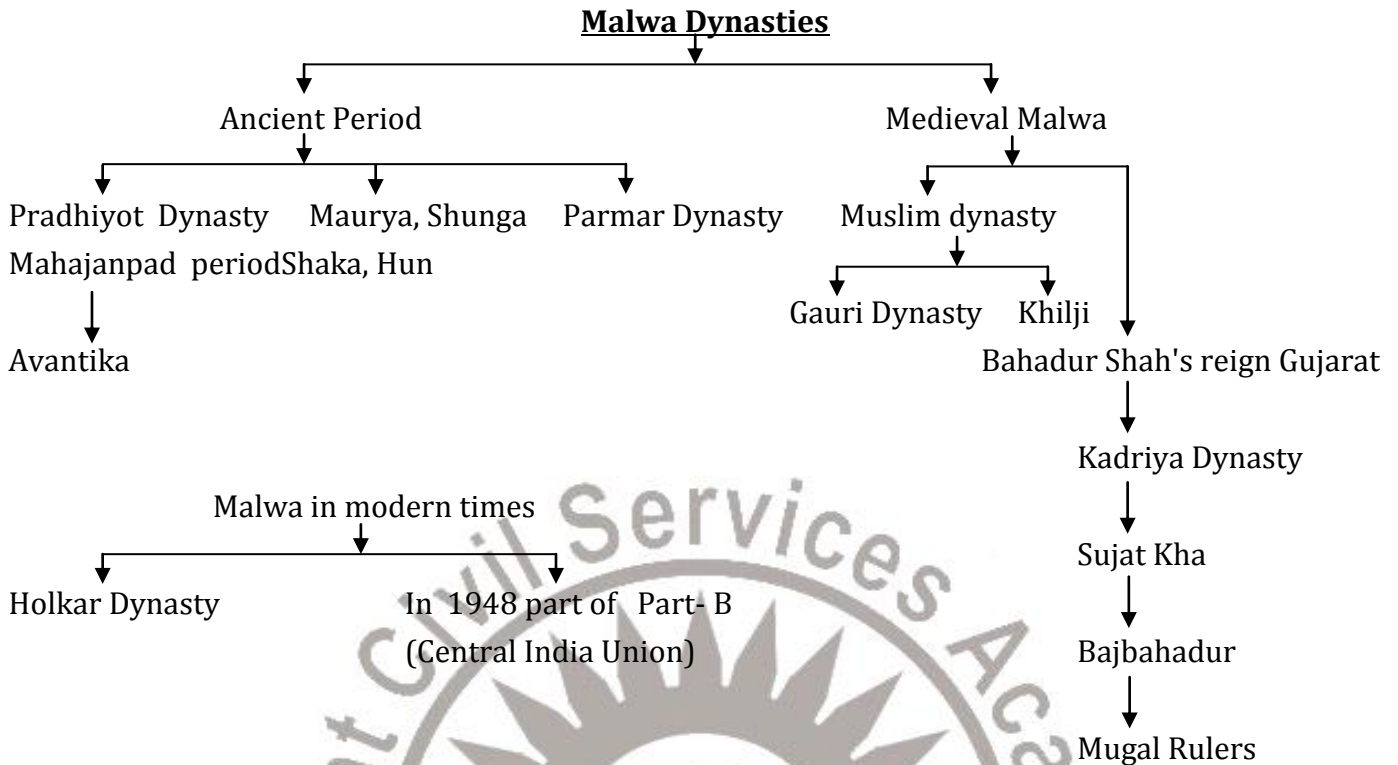 Malwa Dynasties
Ancient Period
Medieval Malwa
Pradhiyot Dynasty
Mahajanpad period
Maurya, Shunga
Shaka, Hun
Parmar Dynasty
Muslim dynasty
Avantika
Gauri Dynasty
Khilji
Bahadur Shah's reign Gujarat
Kadriya Dynasty
Sujat Kha
Bajbahadur
Mugal Rulers
Malwa in modern times
Holkar Dynasty
In 1948 part of Part- B
(Central India Union)
Civil Services